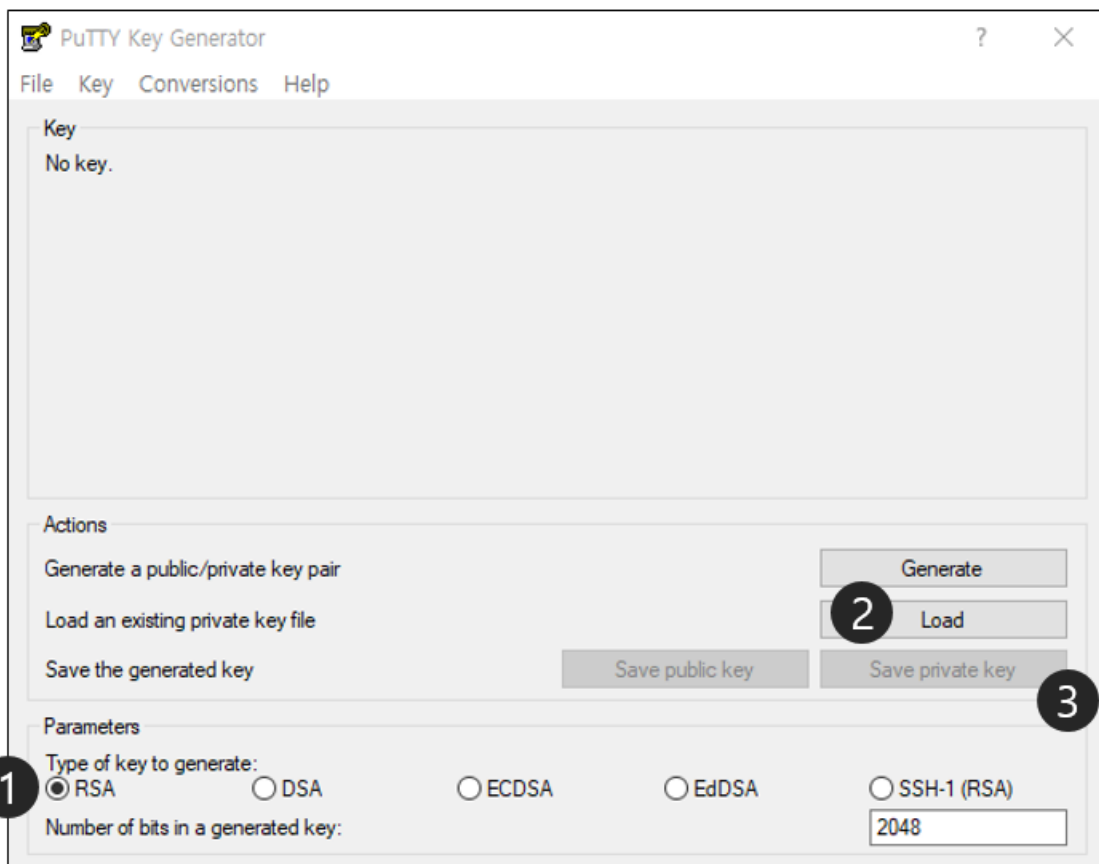 PuTTY Key Generator
?
File Key Conversions Help
Key
No key.
Actions
Generate a public/private key pair
Generate
Load an existing private key file
2
Load
Save the generated key
Save public key
Save private key
3
Parameters
Type of key to generate:
1
RSA
DSA
ECDSA
EdDSA
SSH-1 (RSA)
Number of bits in a generated key:
2048